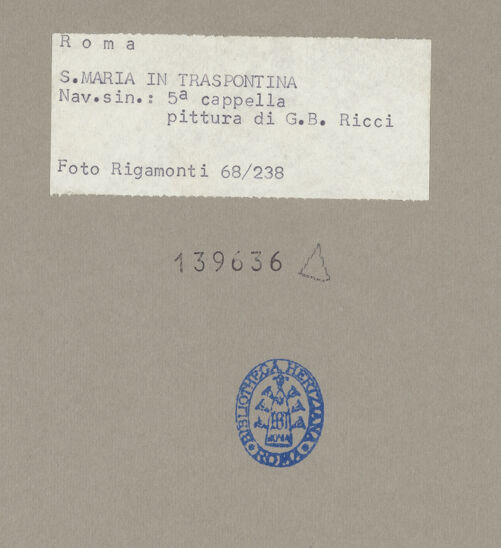 Roma
S.MARIA IN TRASPONTINA
Nav.sin.: 5ª cappella
pittura di G.B. Ricci
Foto Rigamonti 68/238
139636
BIBLIOTHECA HERTZIANA
ROMA